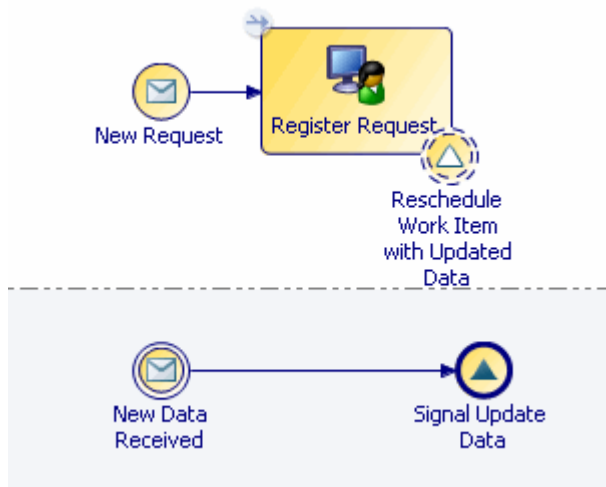 New Request
Register Request
Reschedule
Work Item
with Updated
Data
New Data
Received
Signal Update
Data